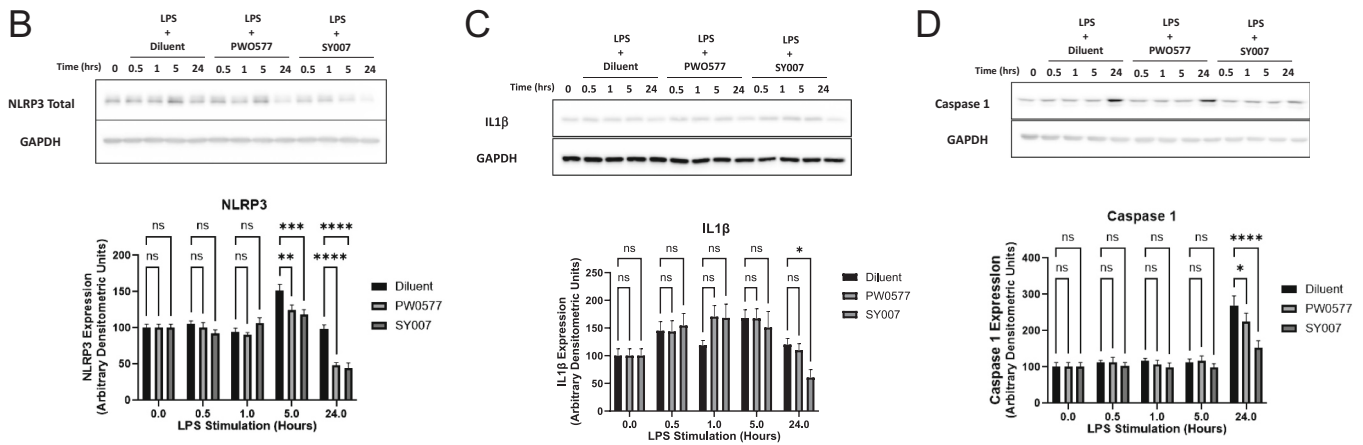 B
LPS LPS LPS
+ + +
Diluent PWO577 SY007
Time (hrs) 0 0.5 1 5 24 0.5 1 5 24 0.5 1 5 24
NLRP3 Total
GAPDH
NLRP3
ns ns ns *** ****
ns ns ns ** ****
200
150
100
50
0
NLRP3 Expression
(Arbitrary Densitometric Units)
0.0 0.5 1.0 5.0 24.0
LPS Stimulation (Hours)
Diluent
PW0577
SY007
C
LPS LPS LPS
+ + +
Diluent PWO577 SY007
Time (hrs) 0 0.5 1 5 24 0.5 1 5 24 0.5 1 5 24
IL1β
GAPDH
IL1β
ns ns ns ns *
ns ns ns ns ns
250
200
150
100
50
0
IL1β Expression
(Arbitrary Densitometric Units)
0.0 0.5 1.0 5.0 24.0
LPS Stimulation (Hours)
Diluent
PW0577
SY007
D
LPS LPS LPS
+ + +
Diluent PWO577 SY007
Time (hrs) 0 0.5 1 5 24 0.5 1 5 24 0.5 1 5 24
Caspase 1
GAPDH
Caspase 1
ns ns ns ns ****
ns ns ns ns *
400
300
200
100
0
Caspase 1 Expression
(Arbitrary Densitometric Units)
0.0 0.5 1.0 5.0 24.0
LPS Stimulation (Hours)
Diluent
PW0577
SY007